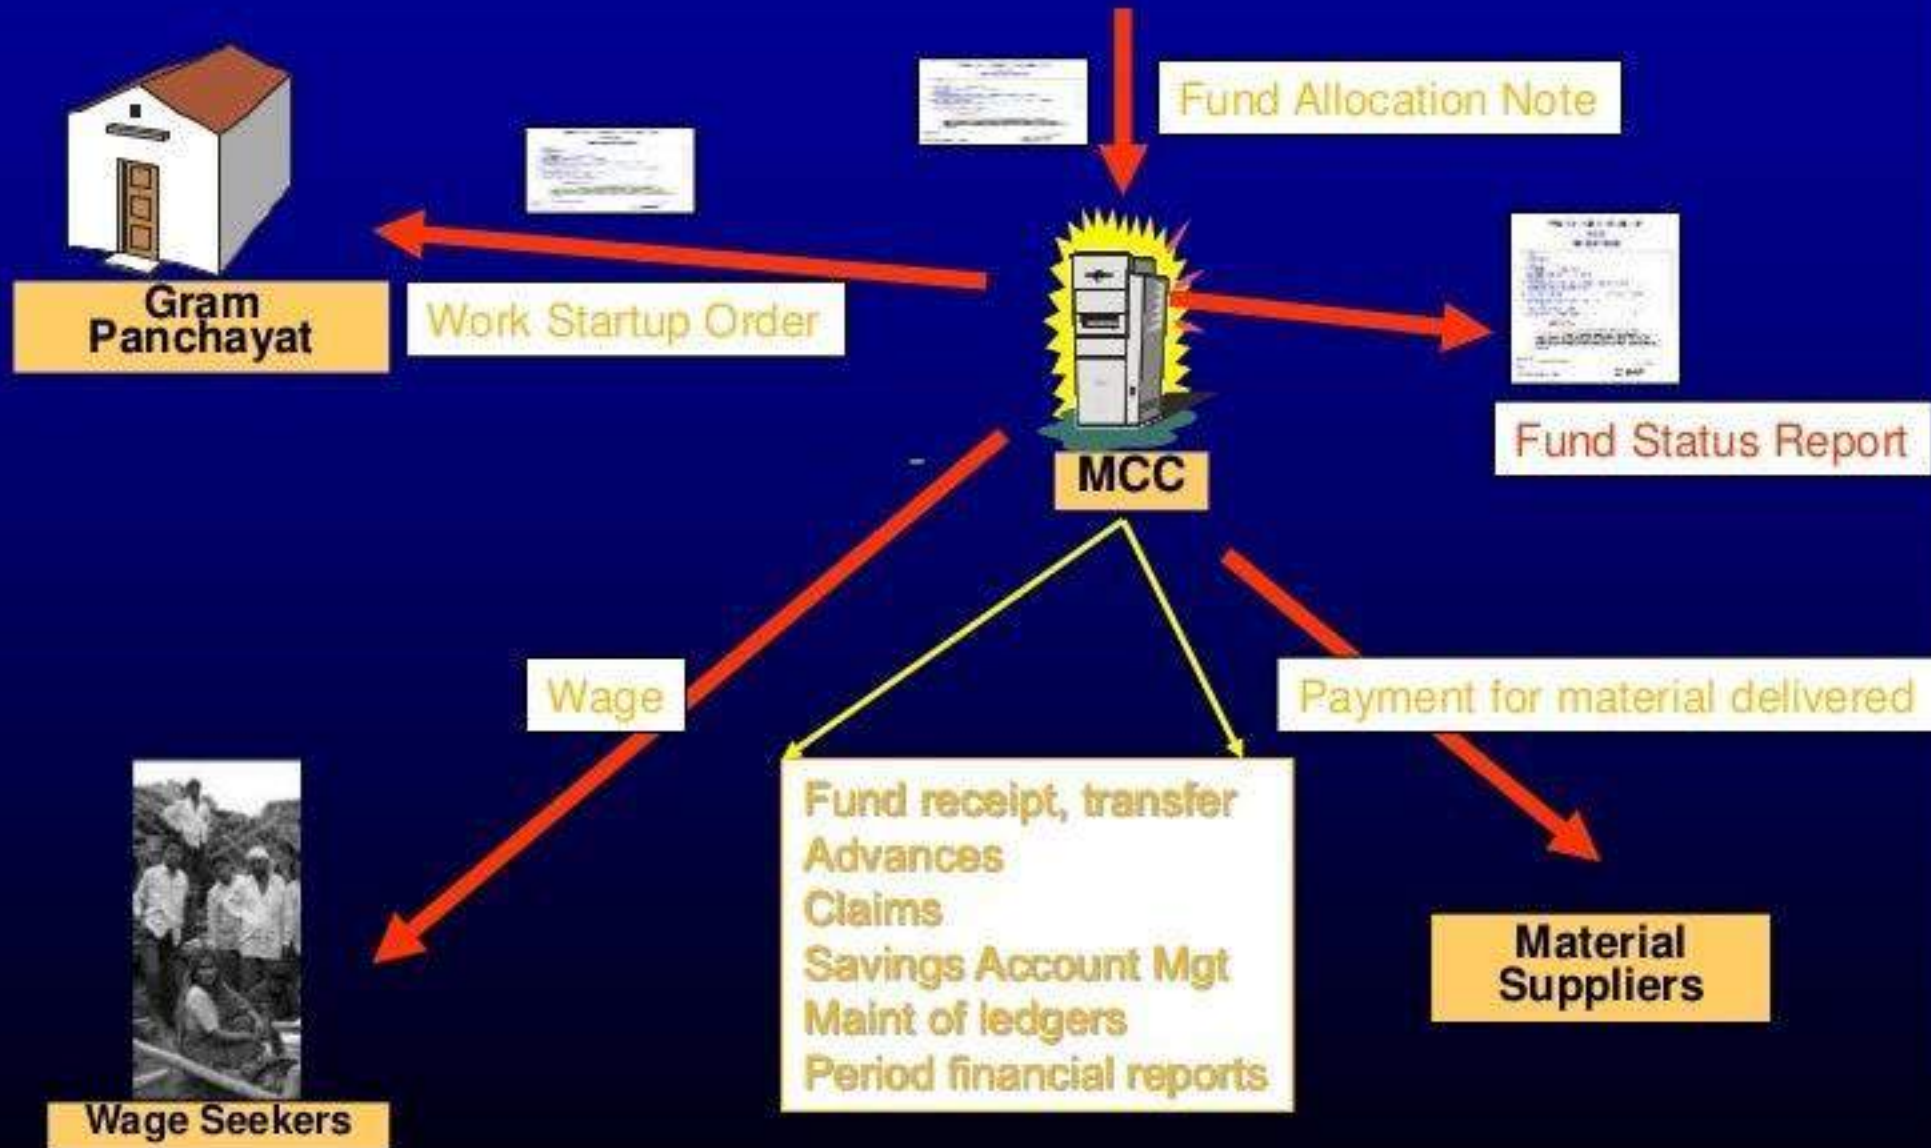 Fund Allocation Note
Gram
Panchayat
Work Startup Order
Fund Status Report
MCC
Wage
Payment for material delivered
Fund receipt, transfer
Advances
Claims
Savings Account Mgt
Maint of ledgers
Period financial reports
Material
Suppliers
Wage Seekers